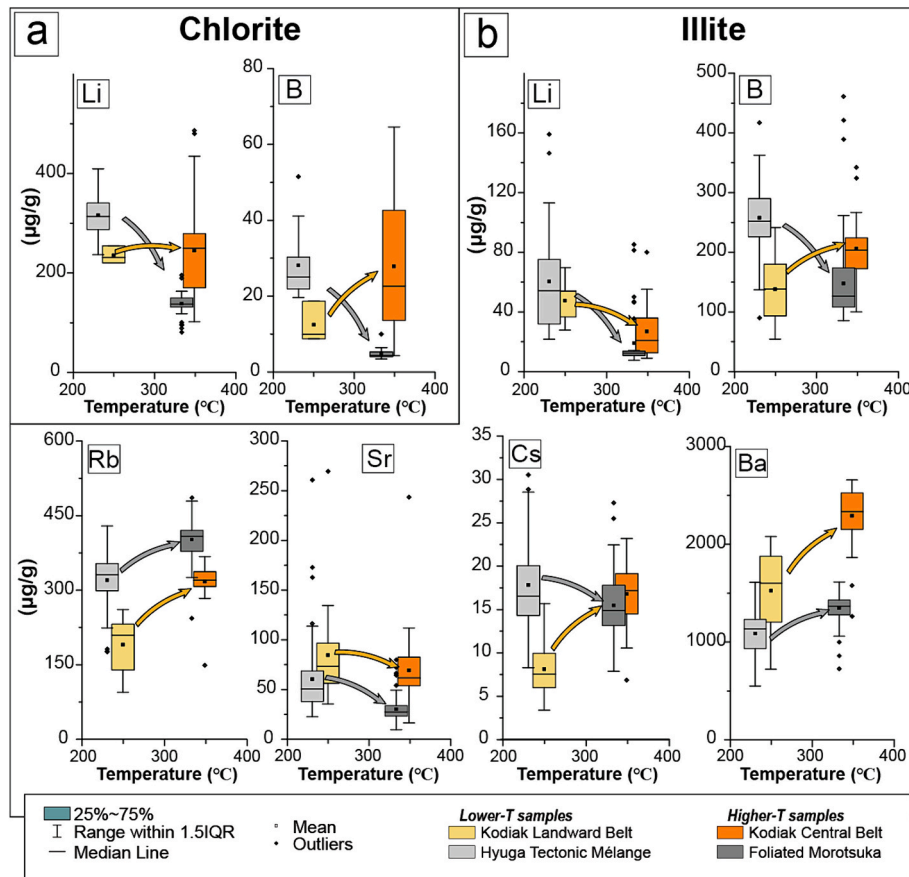 a
Chlorite
Li
(µg/g)
400
200
0
200 300 400
Temperature (°C)
B
80
60
40
20
0
200 300 400
Temperature (°C)
b
Illite
Li
(µg/g)
160
120
80
40
0
200 300 400
Temperature (°C)
B
500
400
300
200
100
0
200 300 400
Temperature (°C)
Rb
(µg/g)
600
450
300
150
0
200 300 400
Temperature (°C)
Sr
300
250
200
150
100
50
0
200 300 400
Temperature (°C)
Cs
35
30
25
20
15
10
5
0
200 300 400
Temperature (°C)
Ba
3000
2000
1000
0
200 300 400
Temperature (°C)
25%~75%
Range within 1.5IQR
Median Line
Mean
Outliers
Lower-T samples
Kodiak Landward Belt
Hyuga Tectonic Mélange
Higher-T samples
Kodiak Central Belt
Foliated Morotsuka